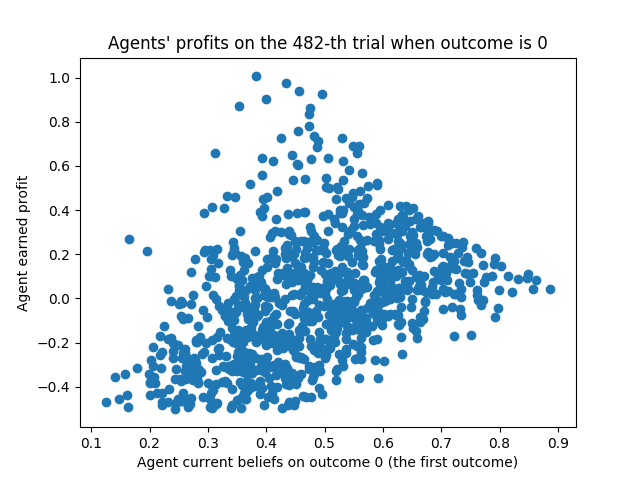 Agents' profits on the 482-th trial when outcome is 0
Agent earned profit
1.0
0.8
0.6
0.4
0.2
0.0
−0.2
−0.4
0.1 0.2 0.3 0.4 0.5 0.6 0.7 0.8 0.9
Agent current beliefs on outcome 0 (the first outcome)